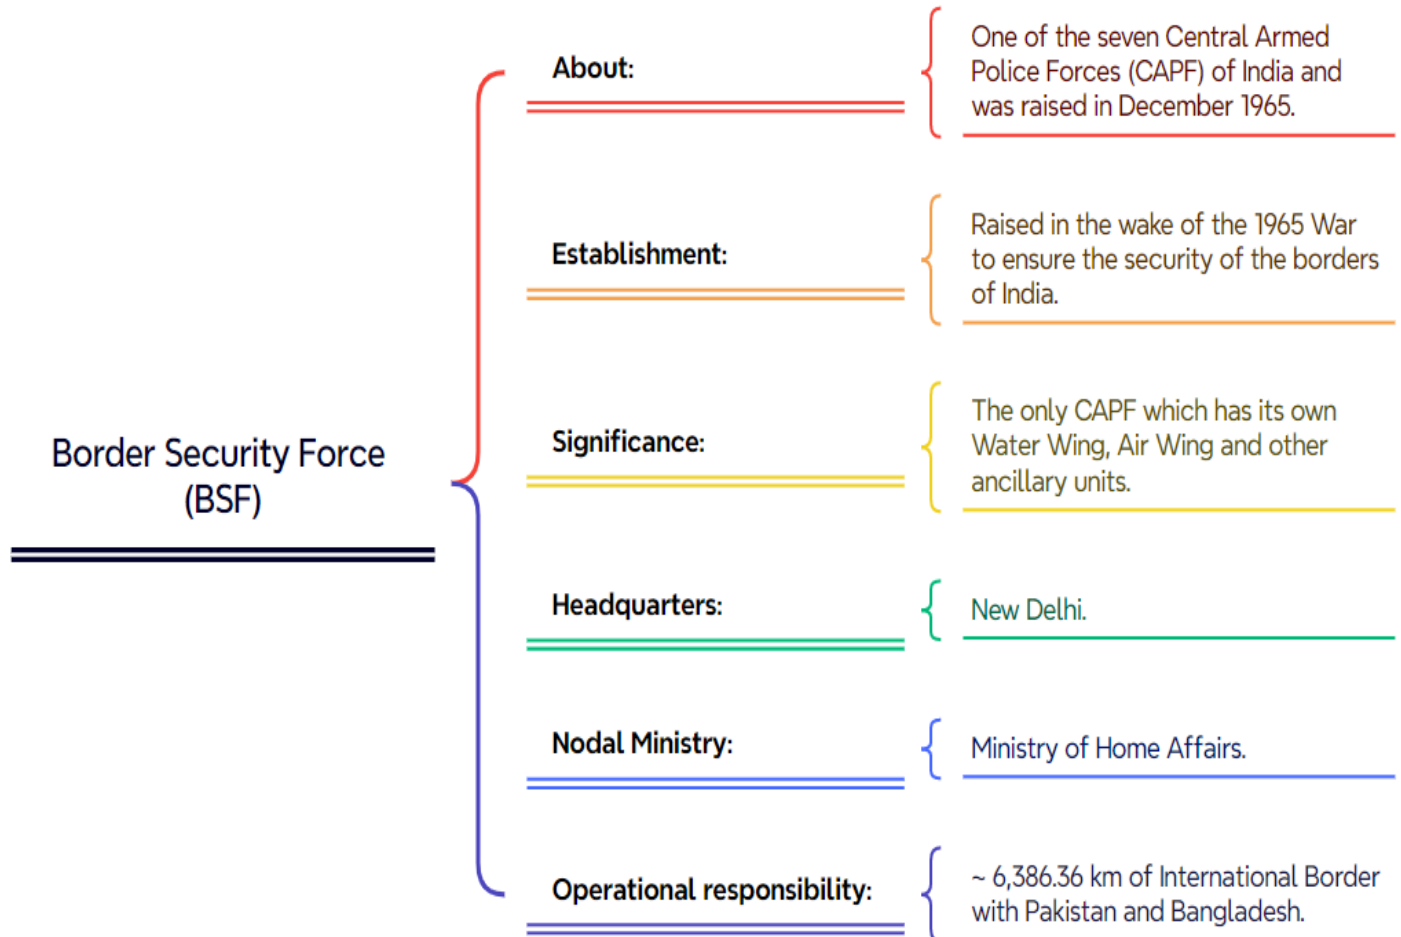 Border Security Force
(BSF)
About:
One of the seven Central Armed
Police Forces (CAPF) of India and
was raised in December 1965.
Establishment:
Raised in the wake of the 1965 War
to ensure the security of the borders
of India.
Significance:
The only CAPF which has its own
Water Wing, Air Wing and other
ancillary units.
Headquarters:
New Delhi.
Nodal Ministry:
Ministry of Home Affairs.
Operational responsibility:
~ 6,386.36 km of International Border
with Pakistan and Bangladesh.